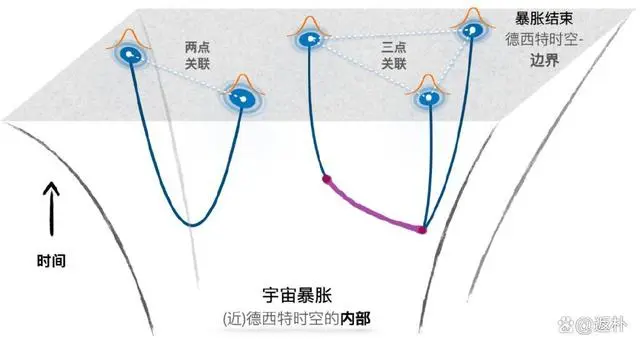 两点
关联
三点
关联
暴胀结束
德西特时空-
边界
时间
宇宙暴胀
(近)德西特时空的内部
@返朴